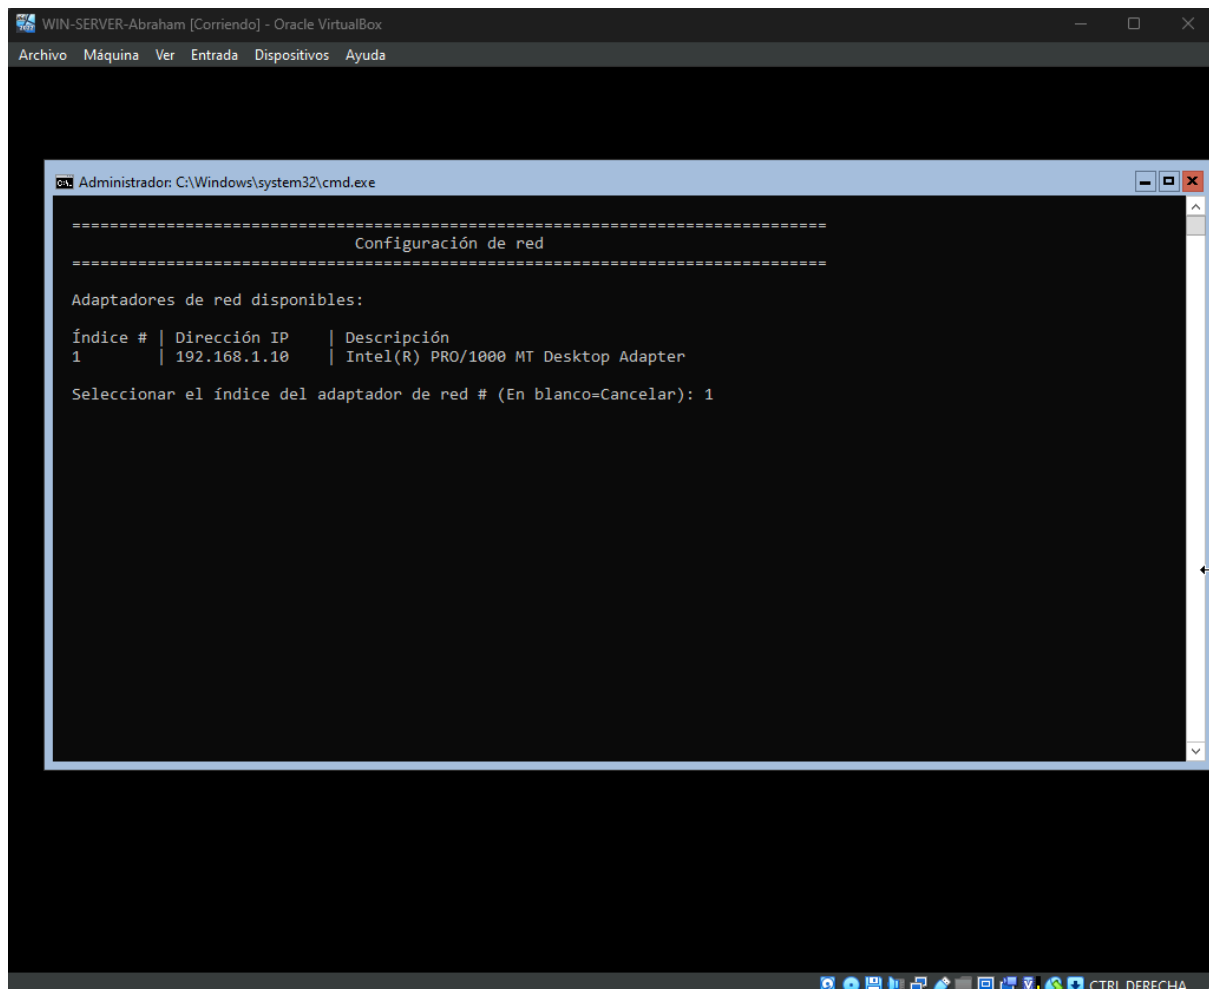 WIN-SERVER-Abraham [Corriendo] - Oracle VirtualBox
Archivo Máquina Ver Entrada Dispositivos Ayuda
Administrador: C:\Windows\system32\cmd.exe
================================================================================
Configuración de red
================================================================================
Adaptadores de red disponibles:
Índice # | Dirección IP | Descripción
1 | 192.168.1.10 | Intel(R) PRO/1000 MT Desktop Adapter
Seleccionar el índice del adaptador de red # (En blanco=Cancelar): 1
CTRL DERECHA